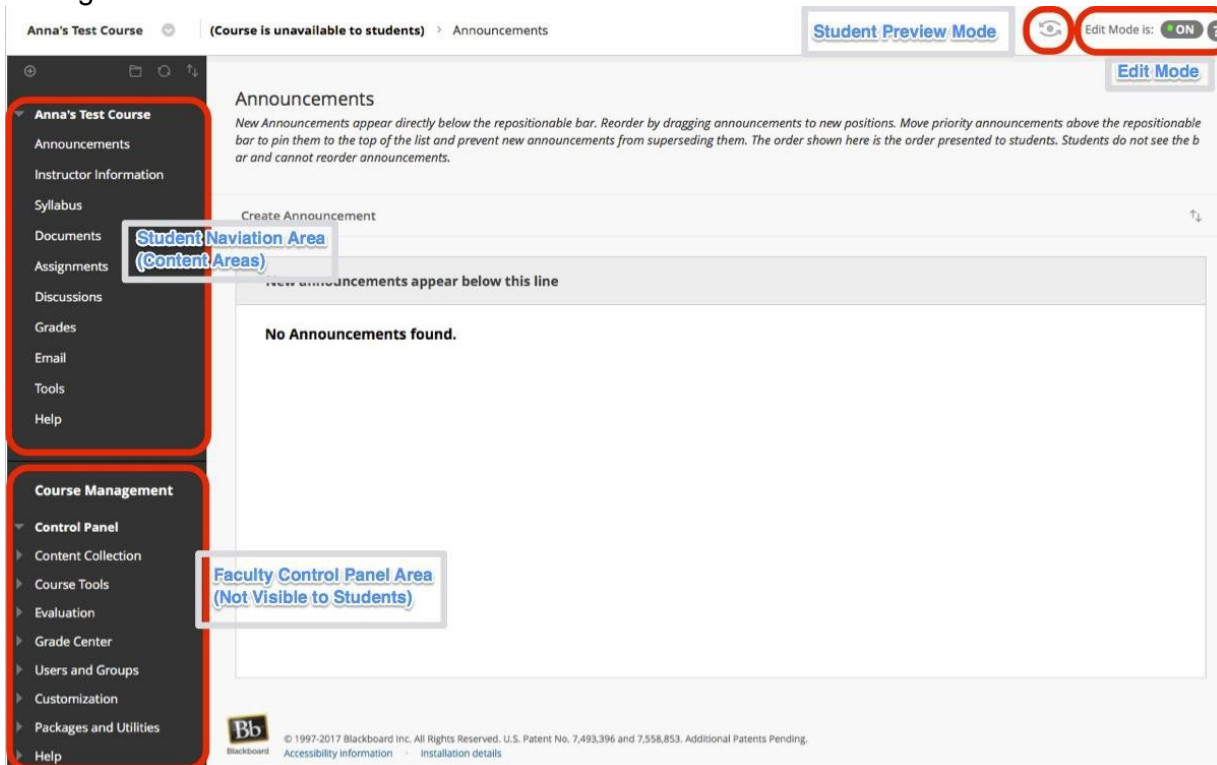 Anna's Test Course
(Course is unavailable to students) > Announcements
Student Preview Mode
Edit Mode is: ON ?
Edit Mode
Anna's Test Course
Announcements
Instructor Information
Syllabus
Documents
Assignments
Discussions
Grades
Email
Tools
Help
Student Naviation Area
(Content Areas)
Course Management
Control Panel
Content Collection
Course Tools
Evaluation
Grade Center
Users and Groups
Customization
Packages and Utilities
Help
Faculty Control Panel Area
(Not Visible to Students)
Announcements
New Announcements appear directly below the repositionable bar. Reorder by dragging announcements to new positions. Move priority announcements above the repositionable
bar to pin them to the top of the list and prevent new announcements from superseding them. The order shown here is the order presented to students. Students do not see the b
ar and cannot reorder announcements.
Create Announcement
New announcements appear below this line
No Announcements found.
Bb
Blackboard
© 1997-2017 Blackboard Inc. All Rights Reserved. U.S. Patent No. 7,493,396 and 7,558,853. Additional Patents Pending.
Accessibility information · Installation details